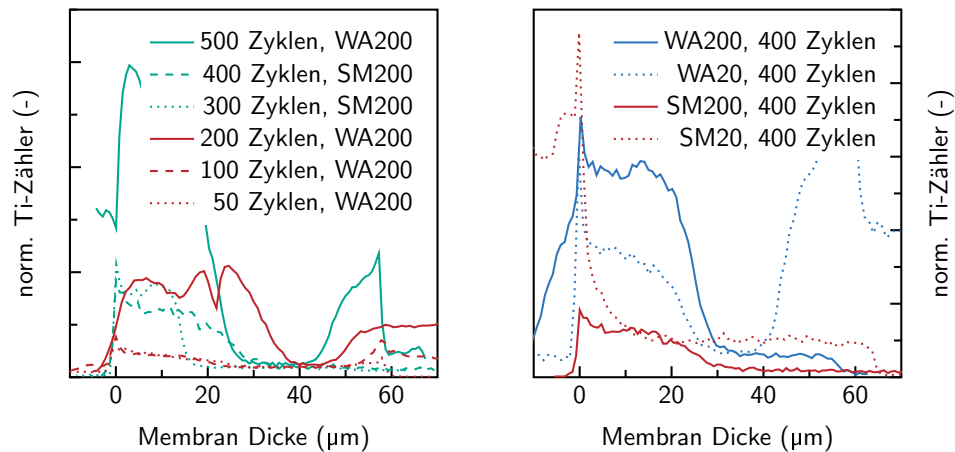 500 Zyklen, WA200
400 Zyklen, SM200
300 Zyklen, SM200
200 Zyklen, WA200
100 Zyklen, WA200
50 Zyklen, WA200
norm. Ti-Zähler (-)
0
20
40
60
Membran Dicke (µm)
WA200, 400 Zyklen
WA20, 400 Zyklen
SM200, 400 Zyklen
SM20, 400 Zyklen
norm. Ti-Zähler (-)
0
20
40
60
Membran Dicke (µm)